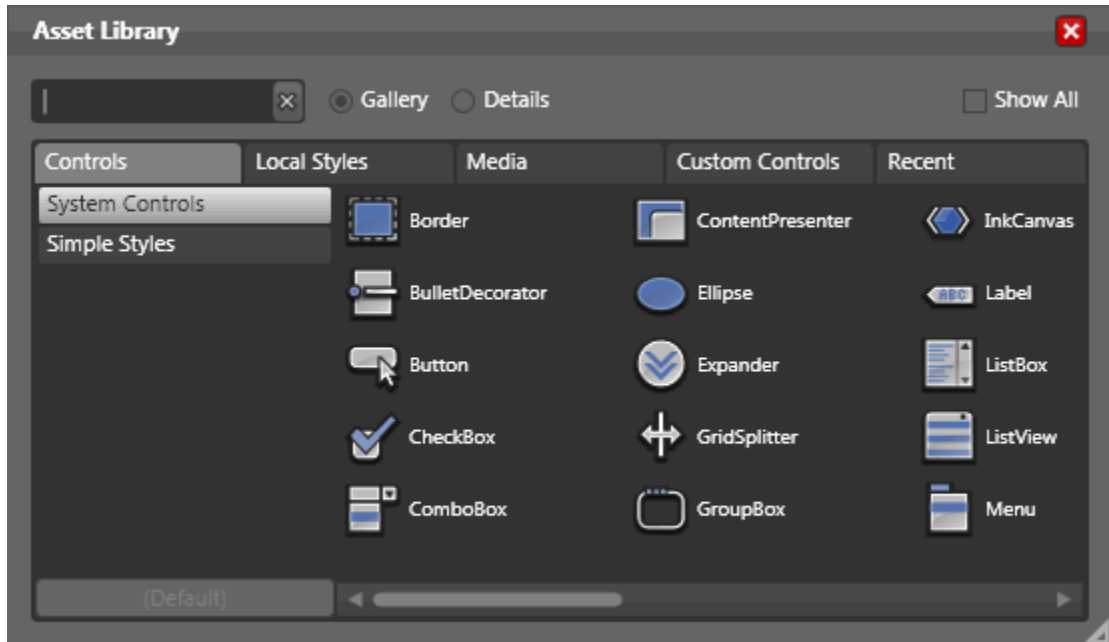 Asset Library
Gallery Details Show All
Controls Local Styles Media Custom Controls Recent
System Controls
Simple Styles
Border ContentPresenter InkCanvas
BulletDecorator Ellipse ABC Label
Button Expander ListBox
CheckBox GridSplitter ListView
ComboBox GroupBox Menu
(Default)